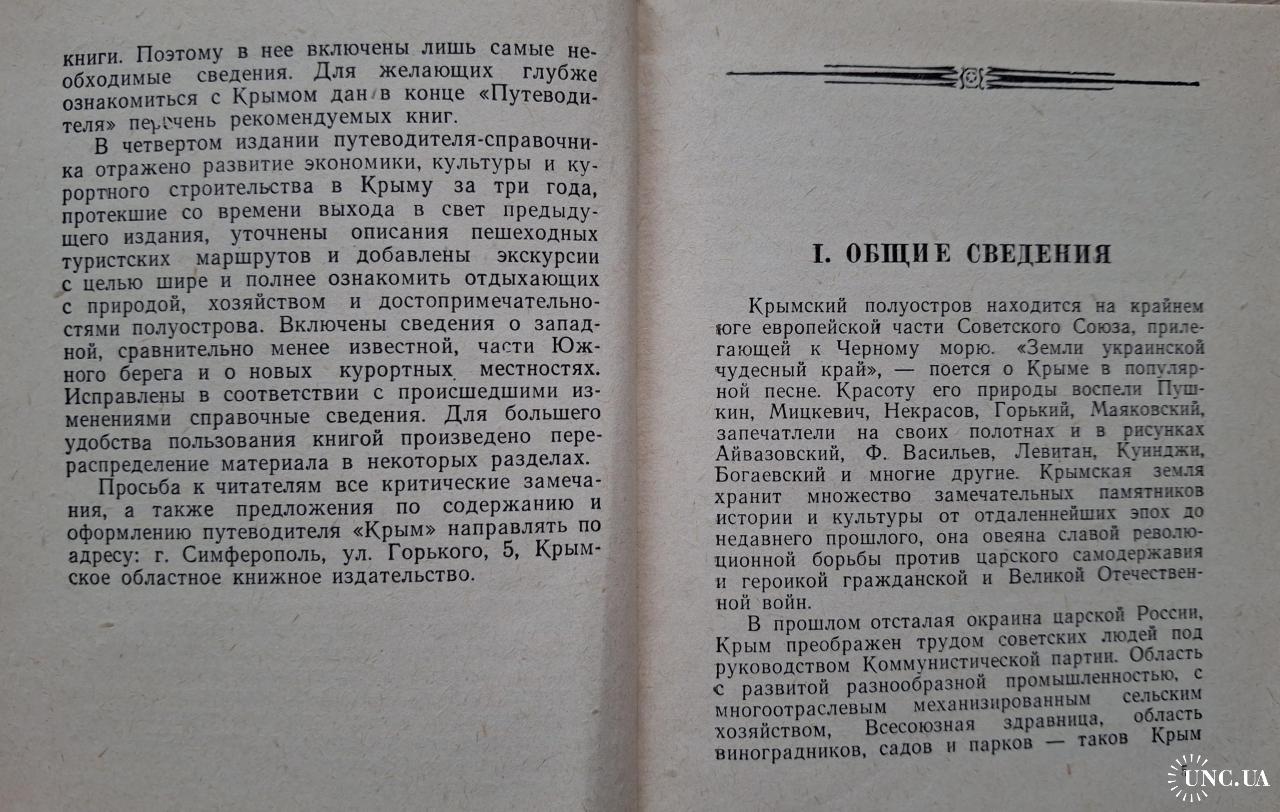 книги. Поэтому в нее включены лишь самые не-
обходимые сведения. Для желающих глубже
ознакомиться с Крымом дан в конце «Путеводи-
теля» перечень рекомендуемых книг.
В четвертом издании путеводителя-справочни-
ка отражено развитие экономики, культуры и ку-
рортного строительства в Крыму за три года,
протекшие со времени выхода в свет предыду-
щего издания, уточнены описания пешеходных
туристских маршрутов и добавлены экскурсии
с целью шире и полнее ознакомить отдыхающих
с природой, хозяйством и достопримечательно-
стями полуострова. Включены сведения о запад-
ной, сравнительно менее известной, части Юж-
ного берега и о новых курортных местностях.
Исправлены в соответствии с происшедшими из-
менениями справочные сведения. Для большего
удобства пользования книгой произведено пере-
распределение материала в некоторых разделах.
Просьба к читателям все критические замеча-
ния, а также предложения по содержанию и
оформлению путеводителя «Крым» направлять по
адресу: г. Симферополь, ул. Горького, 5, Крым-
ское областное книжное издательство.
I. ОБЩИЕ СВЕДЕНИЯ
Крымский полуостров находится на крайнем
юге европейской части Советского Союза, приле-
гающей к Черному морю. «Земли украинской
чудесный край», — поется о Крыме в популяр-
ной песне. Красоту его природы воспели Пуш-
кин, Мицкевич, Некрасов, Горький, Маяковский,
запечатлели на своих полотнах и в рисунках
Айвазовский, Ф. Васильев, Левитан, Куинджи,
Богаевский и многие другие. Крымская земля
хранит множество замечательных памятников
истории и культуры от отдаленнейших эпох до
недавнего прошлого, она овеяна славой револю-
ционной борьбы против царского самодержавия
и героикой гражданской и Великой Отечествен-
ной войн.
В прошлом отсталая окраина царской России,
Крым преображен трудом советских людей под
руководством Коммунистической партии. Область
с развитой разнообразной промышленностью, с
многоотраслевым механизированным сельским
хозяйством, Всесоюзная здравница, область
виноградников, садов и парков — таков Крым
UNC.UA